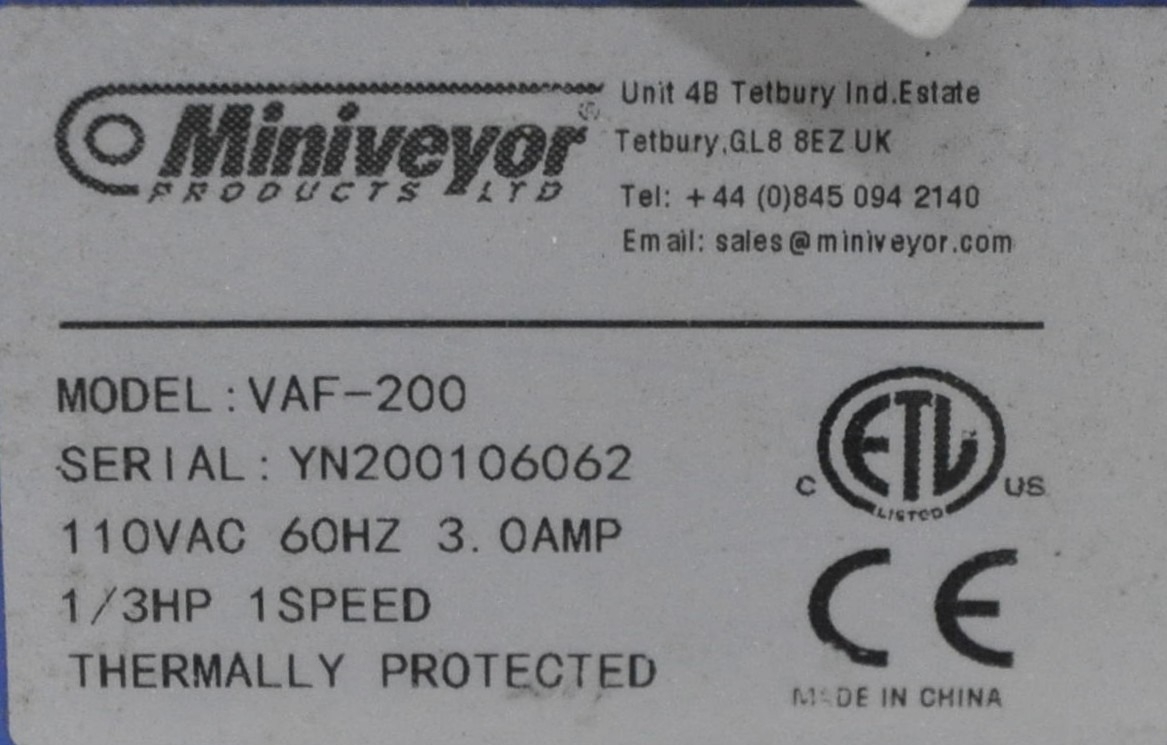 Miniveyor®
PRODUCTS LTD
Unit 4B Tetbury Ind.Estate
Tetbury,GL8 8EZ UK
Tel: +44 (0)845 094 2140
Email: sales@miniveyor.com
MODEL:VAF-200
SERIAL: YN200106062
110VAC 60HZ 3.0AMP
1/3HP 1SPEED
THERMALLY PROTECTED
ETL
C US
LISTED
CE
MADE IN CHINA